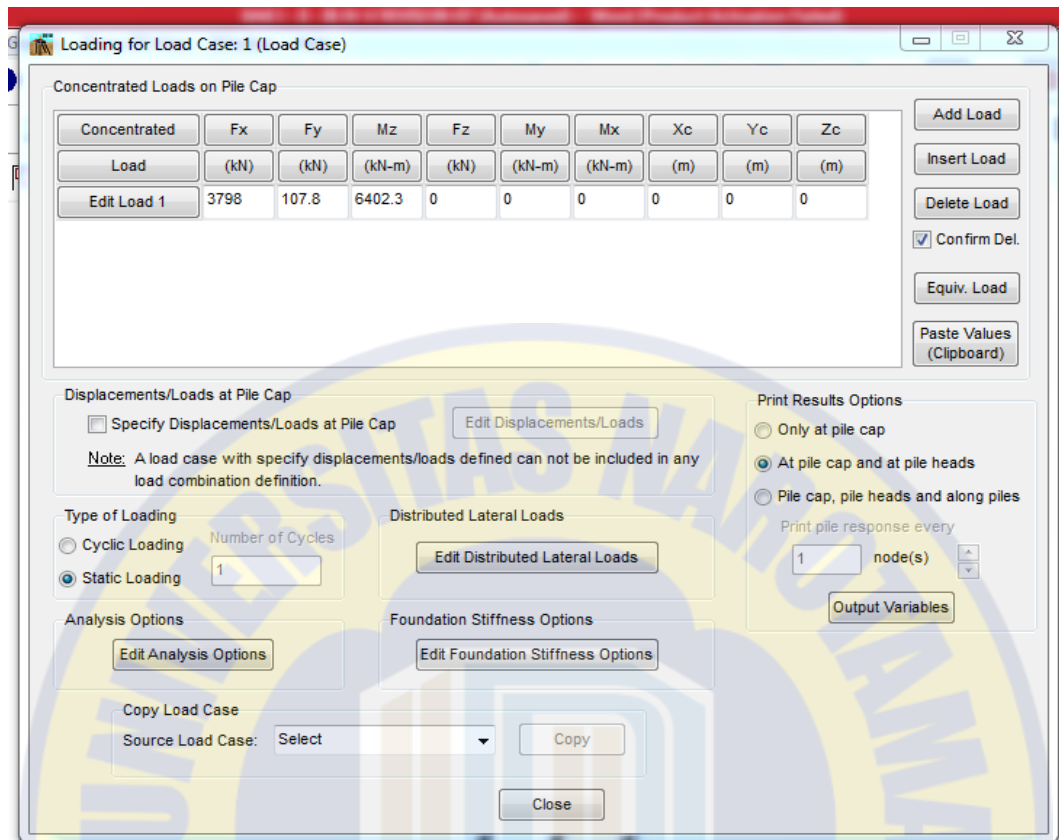 Loading for Load Case: 1 (Load Case)
Concentrated Loads on Pile Cap
Concentrated Fx Fy Mz Fz My Mx Xc Yc Zc
Load (kN) (kN) (kN-m) (kN) (kN-m) (kN-m) (m) (m) (m)
Edit Load 1 3798 107.8 6402.3 0 0 0 0 0 0
Add Load
Insert Load
Delete Load
Confirm Del.
Equiv. Load
Paste Values
(Clipboard)
Displacements/Loads at Pile Cap
Specify Displacements/Loads at Pile Cap Edit Displacements/Loads
Note: A load case with specify displacements/loads defined can not be included in any
load combination definition.
Print Results Options
Only at pile cap
At pile cap and at pile heads
Pile cap, pile heads and along piles
Print pile response every
1 node(s)
Output Variables
Type of Loading
Cyclic Loading
Static Loading
Number of Cycles
1
Distributed Lateral Loads
Edit Distributed Lateral Loads
Analysis Options
Edit Analysis Options
Foundation Stiffness Options
Edit Foundation Stiffness Options
Copy Load Case
Source Load Case: Select Copy
Close
UNIVERSITAS NAROTAMA